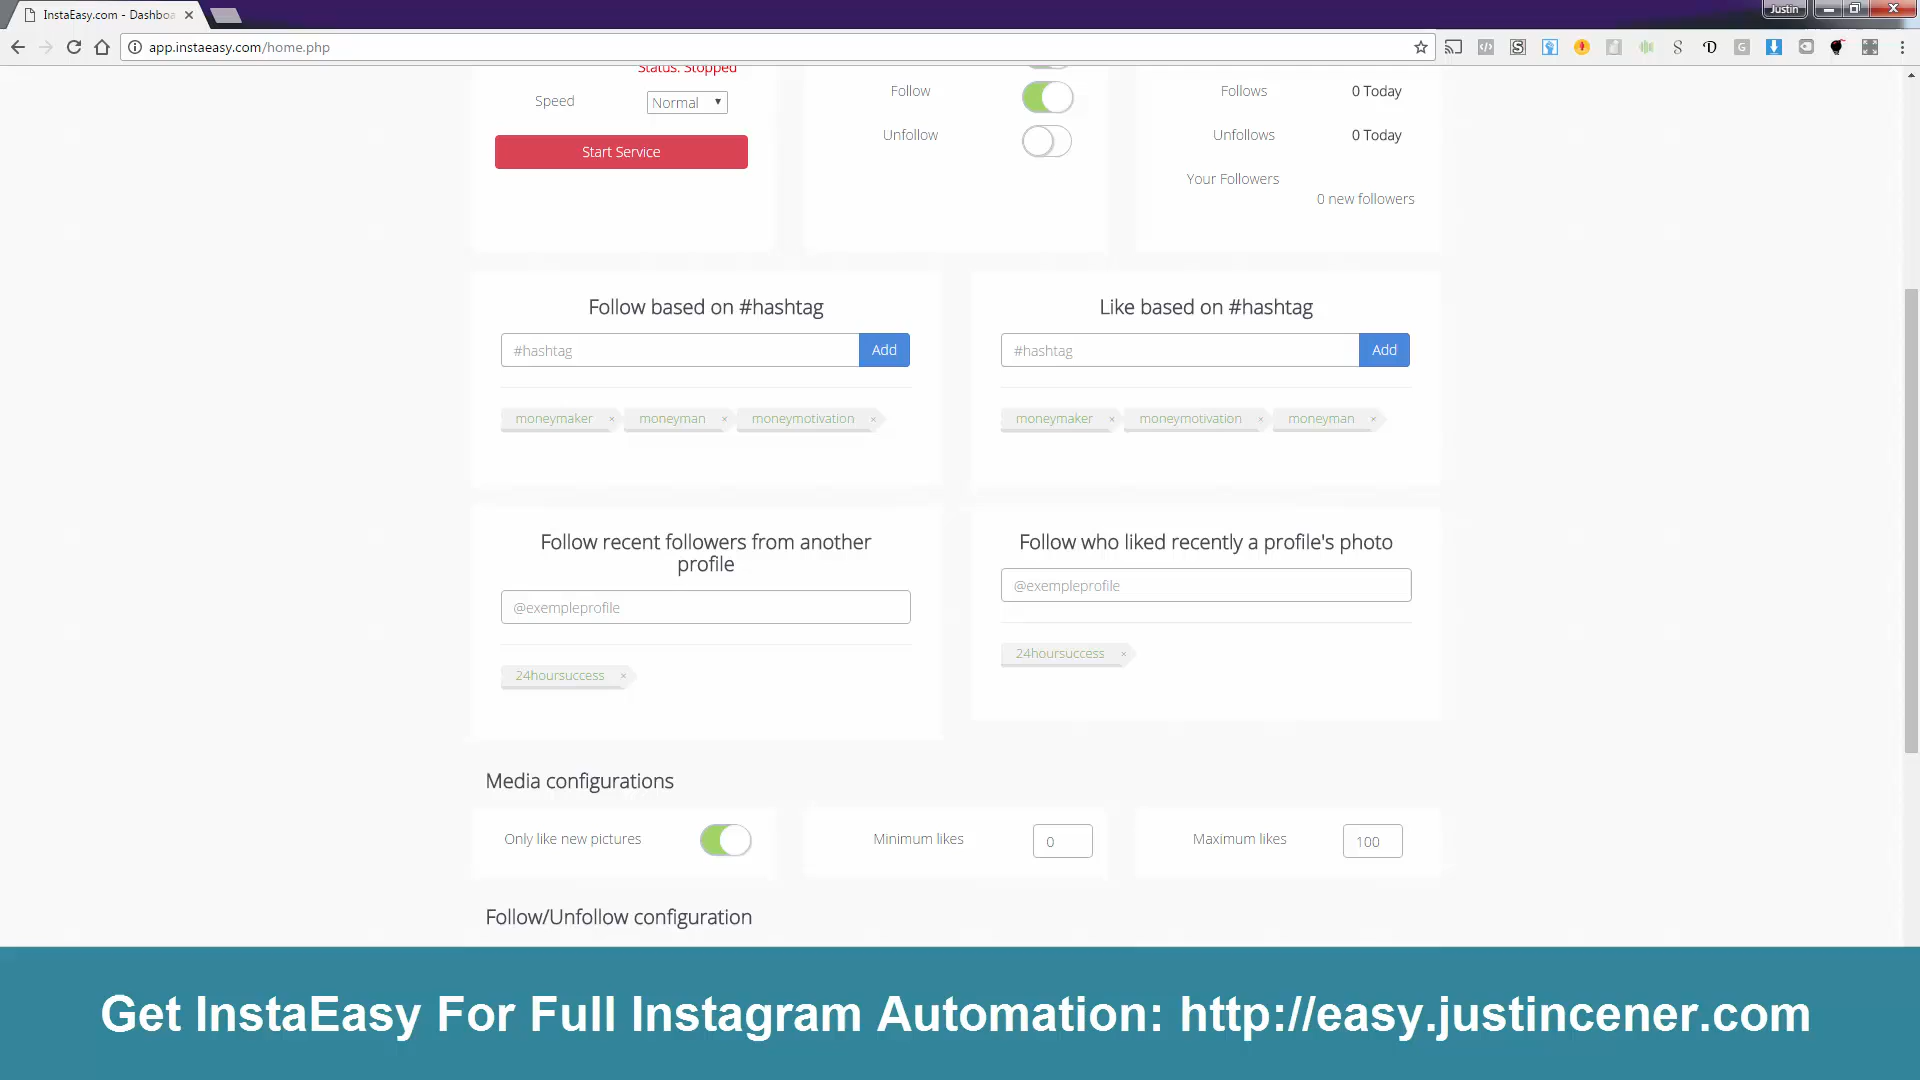 InstaEasy.com - Dashboa
Justin
app.instaeasy.com/home.php
Status: Stopped
Speed
Normal
Start Service
Follow
Unfollow
Follows
0 Today
Unfollows
0 Today
Your Followers
0 new followers
Follow based on #hashtag
#hashtag
Add
moneymaker ×
moneyman ×
moneymotivation ×
Like based on #hashtag
#hashtag
Add
moneymaker ×
moneymotivation ×
moneyman ×
Follow recent followers from another
profile
@exempleprofile
24hoursuccess ×
Follow who liked recently a profile's photo
@exempleprofile
24hoursuccess ×
Media configurations
Only like new pictures
Minimum likes
0
Maximum likes
100
Follow/Unfollow configuration
Get InstaEasy For Full Instagram Automation: http://easy.justincener.com